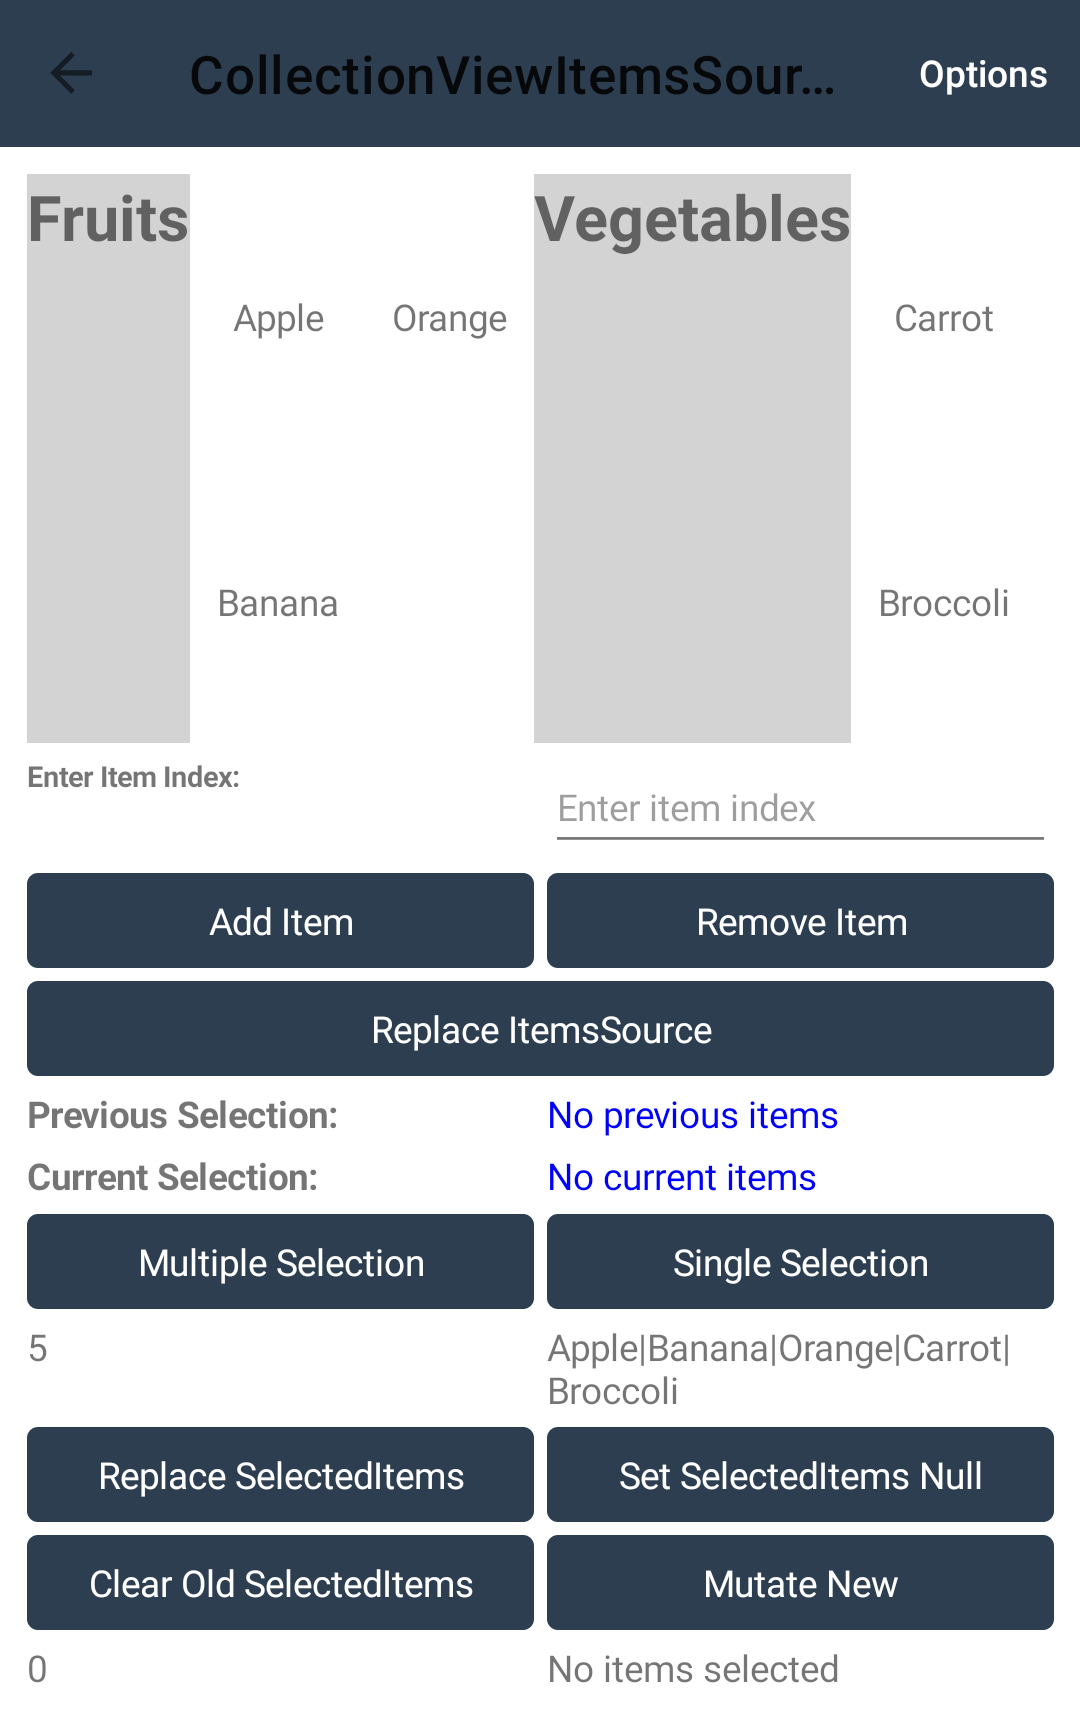 CollectionViewItemsSour...
Options
Fruits
Vegetables
Apple
Orange
Carrot
Banana
Broccoli
Enter Item Index:
Enter item index
Add Item
Remove Item
Replace ItemsSource
Previous Selection:
No previous items
Current Selection:
No current items
Multiple Selection
Single Selection
5
Apple|Banana|Orange|Carrot|
Broccoli
Replace SelectedItems
Set SelectedItems Null
Clear Old SelectedItems
Mutate New
0
No items selected